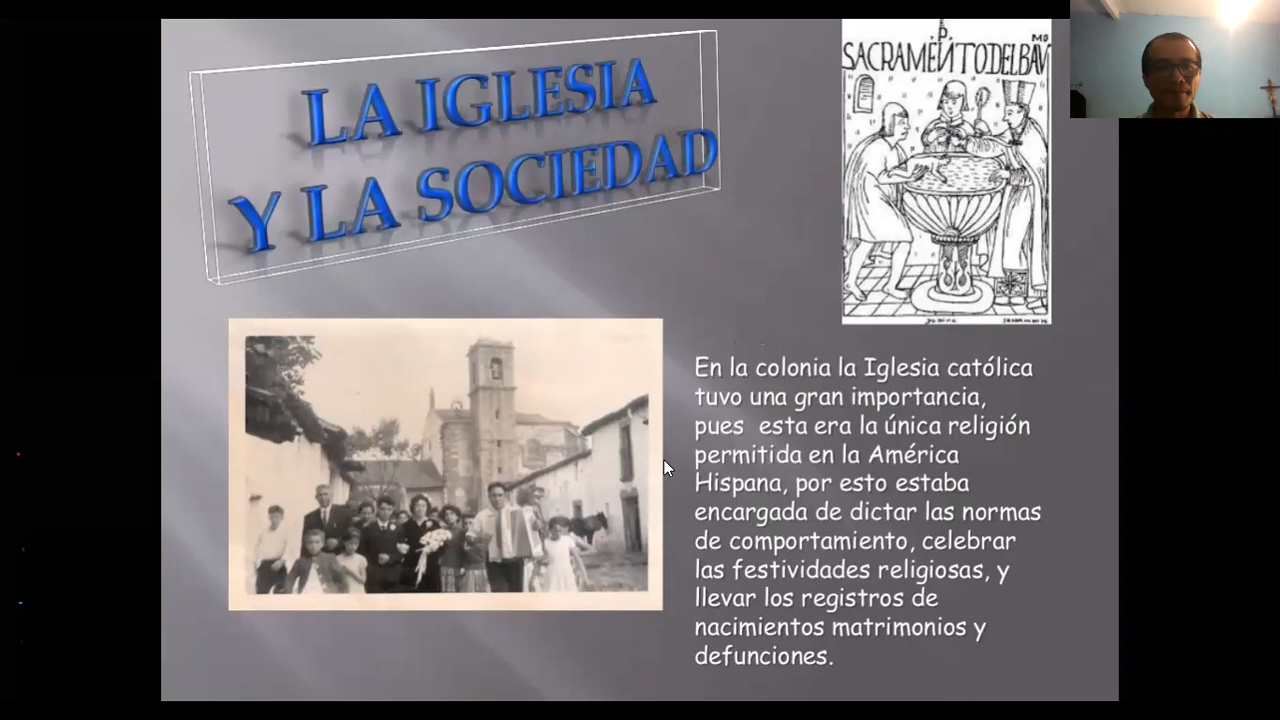 LA IGLESIA
Y LA SOCIEDAD
SACRAMĒNTODELBAV
En la colonia la Iglesia católica
tuvo una gran importancia,
pues esta era la única religión
permitida en la América
Hispana, por esto estaba
encargada de dictar las normas
de comportamiento, celebrar
las festividades religiosas, y
llevar los registros de
nacimientos matrimonios y
defunciones.